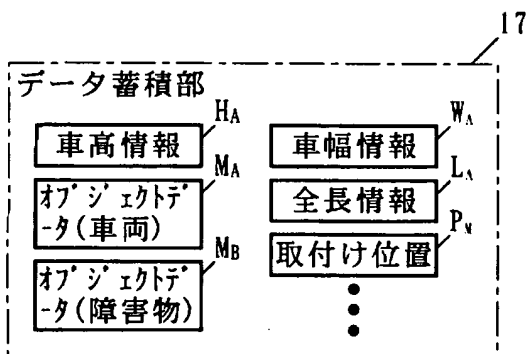 17
データ蓄積部
HA
車高情報
WA
車幅情報
MA
オブジェクトデ
ータ(車両)
LA
全長情報
MB
オブジェクトデ
ータ(障害物)
PM
取付け位置